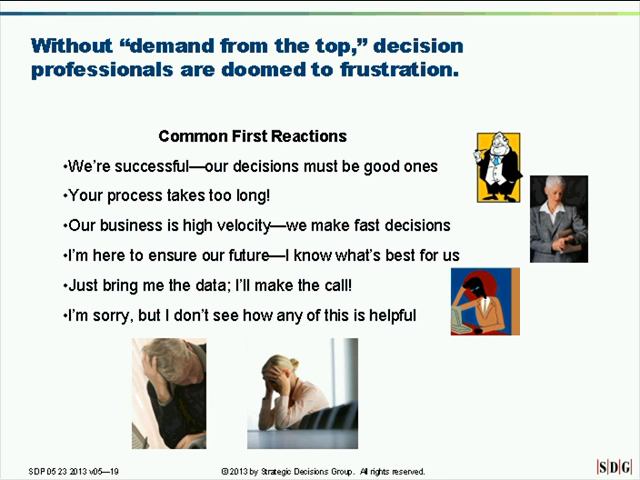 Without “demand from the top,” decision
professionals are doomed to frustration.
Common First Reactions
•We’re successful—our decisions must be good ones
•Your process takes too long!
•Our business is high velocity—we make fast decisions
•I’m here to ensure our future—I know what’s best for us
•Just bring me the data; I’ll make the call!
•I’m sorry, but I don’t see how any of this is helpful
SDP 05 23 2013 v05—19
© 2013 by Strategic Decisions Group. All rights reserved.
S|D|G